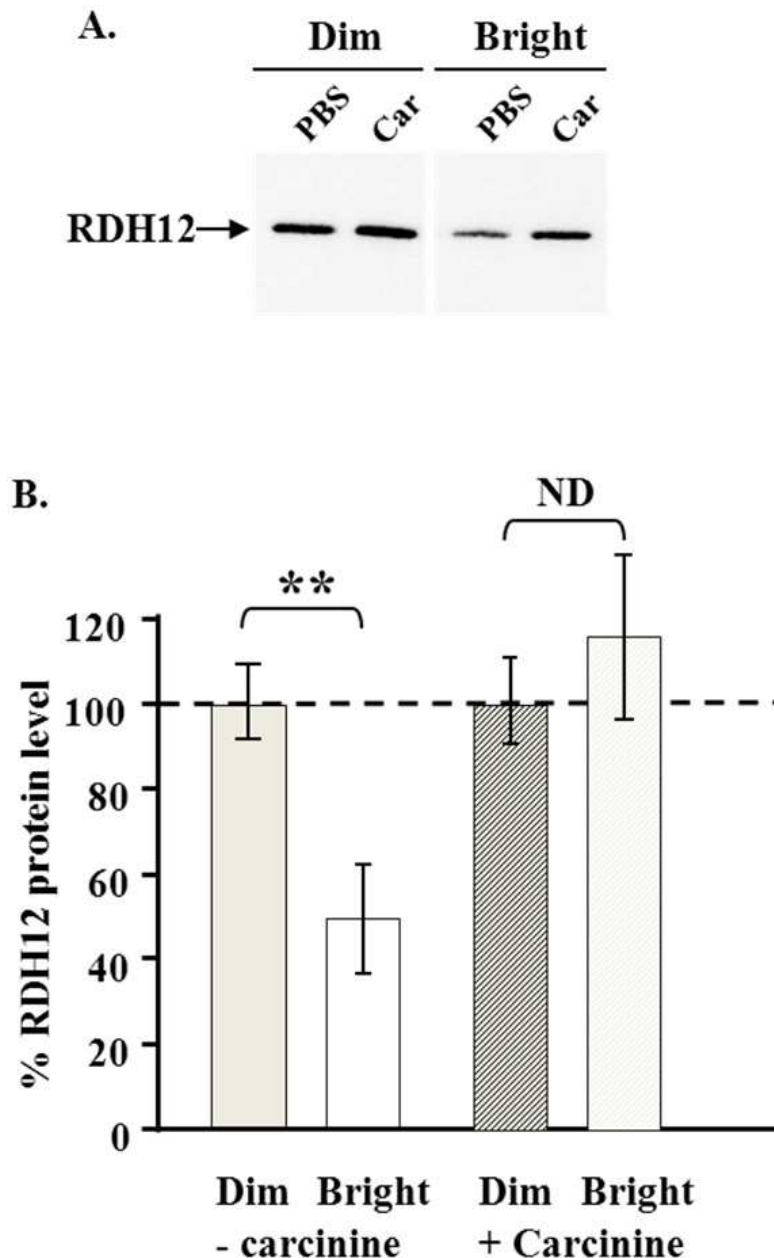 A.
Dim Bright
PBS Car PBS Car
RDH12
B.
ND
**
% RDH12 protein level
120
100
80
60
40
20
0
Dim Bright Dim Bright
- carcinine + Carcinine